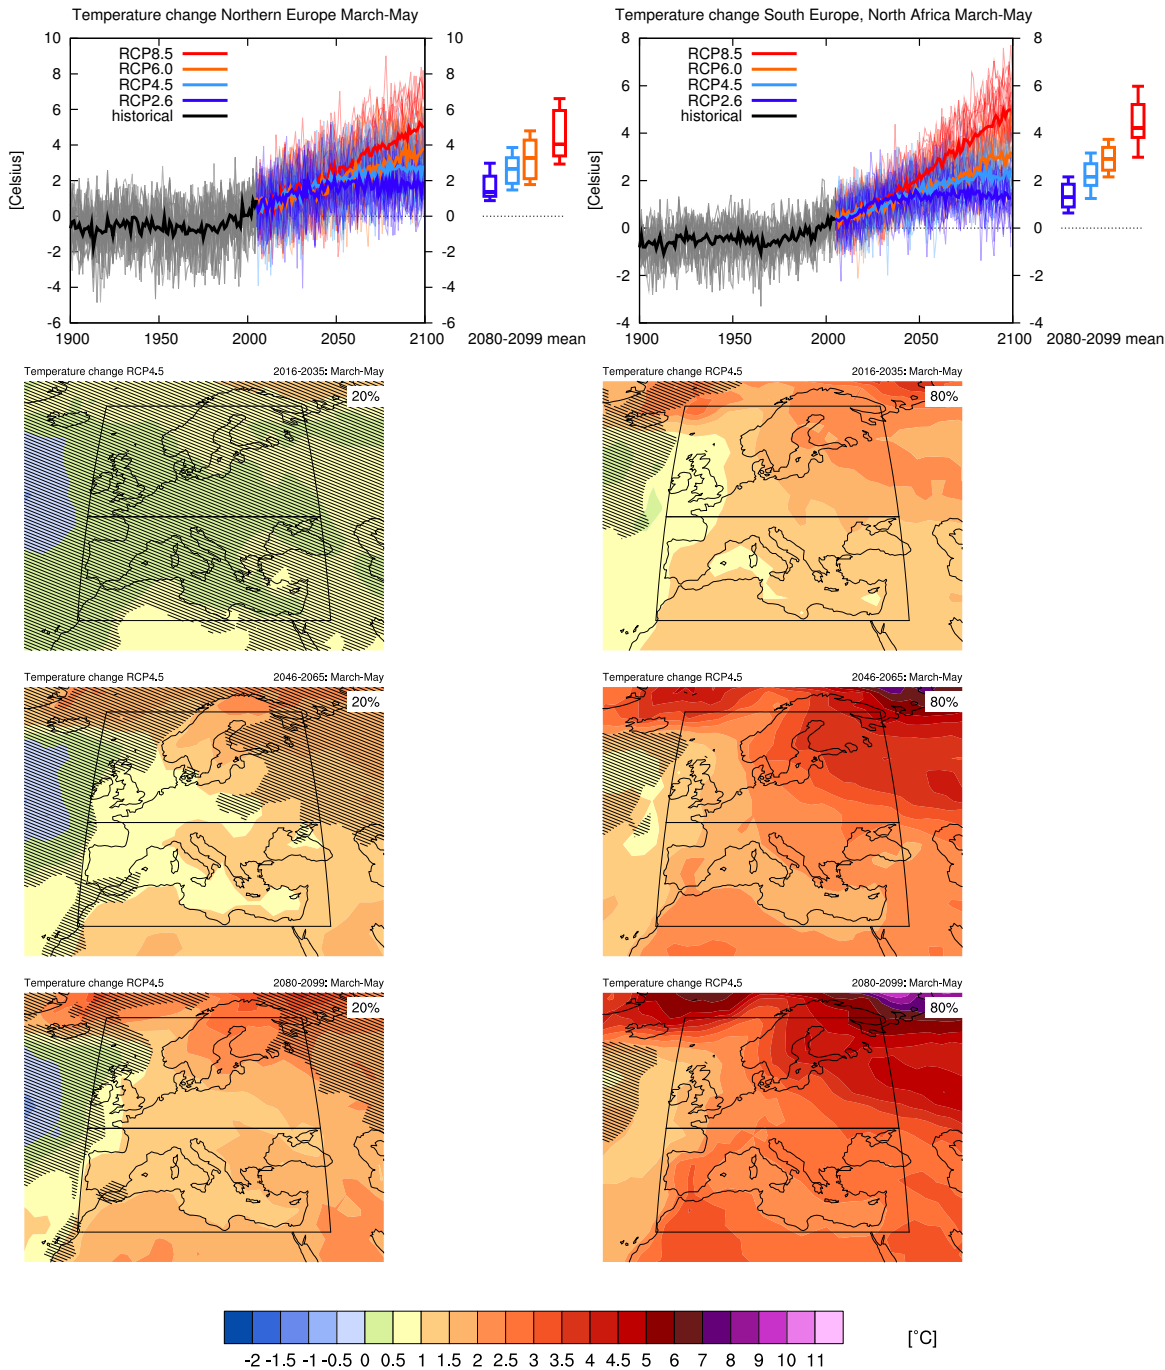 Temperature change Northern Europe March-May
10
8
6
4
2
0
-2
-4
-6
[Celsius]
RCP8.5
RCP6.0
RCP4.5
RCP2.6
historical
1900 1950 2000 2050 2100
10
8
6
4
2
0
-2
-4
-6
2080-2099 mean
Temperature change South Europe, North Africa March-May
8
6
4
2
0
-2
-4
[Celsius]
RCP8.5
RCP6.0
RCP4.5
RCP2.6
historical
1900 1950 2000 2050 2100
8
6
4
2
0
-2
-4
2080-2099 mean
Temperature change RCP4.5 2016-2035: March-May
20%
Temperature change RCP4.5 2016-2035: March-May
80%
Temperature change RCP4.5 2046-2065: March-May
20%
Temperature change RCP4.5 2046-2065: March-May
80%
Temperature change RCP4.5 2080-2099: March-May
20%
Temperature change RCP4.5 2080-2099: March-May
80%
-2 -1.5 -1 -0.5 0 0.5 1 1.5 2 2.5 3 3.5 4 4.5 5 6 7 8 9 10 11
[°C]